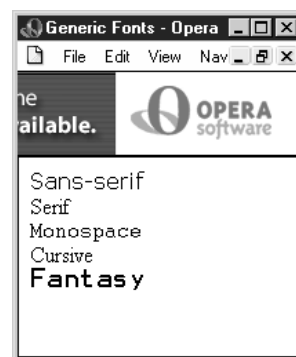 Generic Fonts - Opera
File Edit View Nav
ne
ailable.
OPERA
software
Sans-serif
Serif
Monospace
Cursive
Fantasy